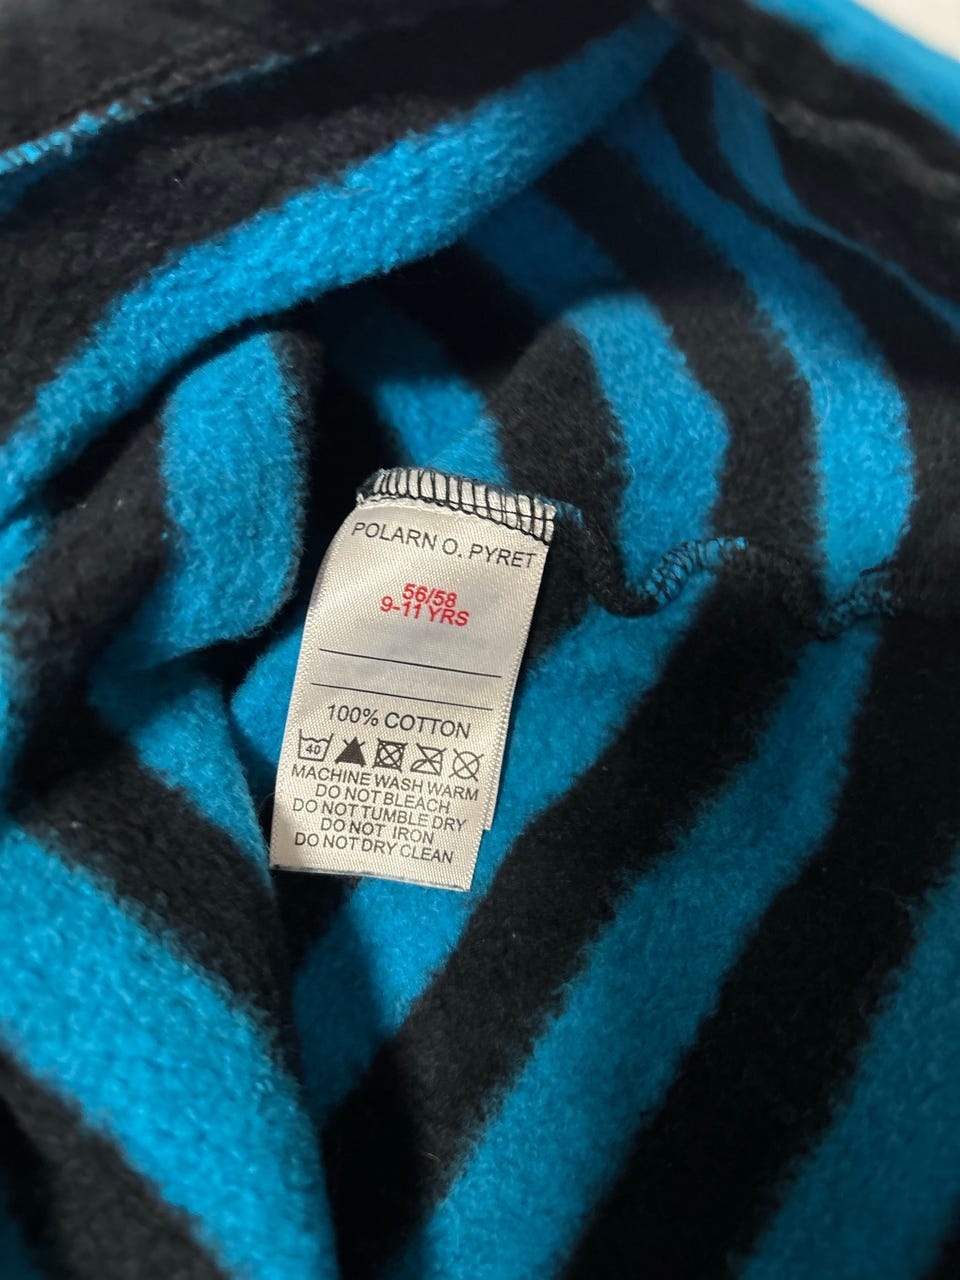 POLARN O. PYRET
56/58
9-11 YRS
100% COTTON
40
MACHINE WASH WARM
DO NOT BLEACH
DO NOT TUMBLE DRY
DO NOT IRON
DO NOT DRY CLEAN